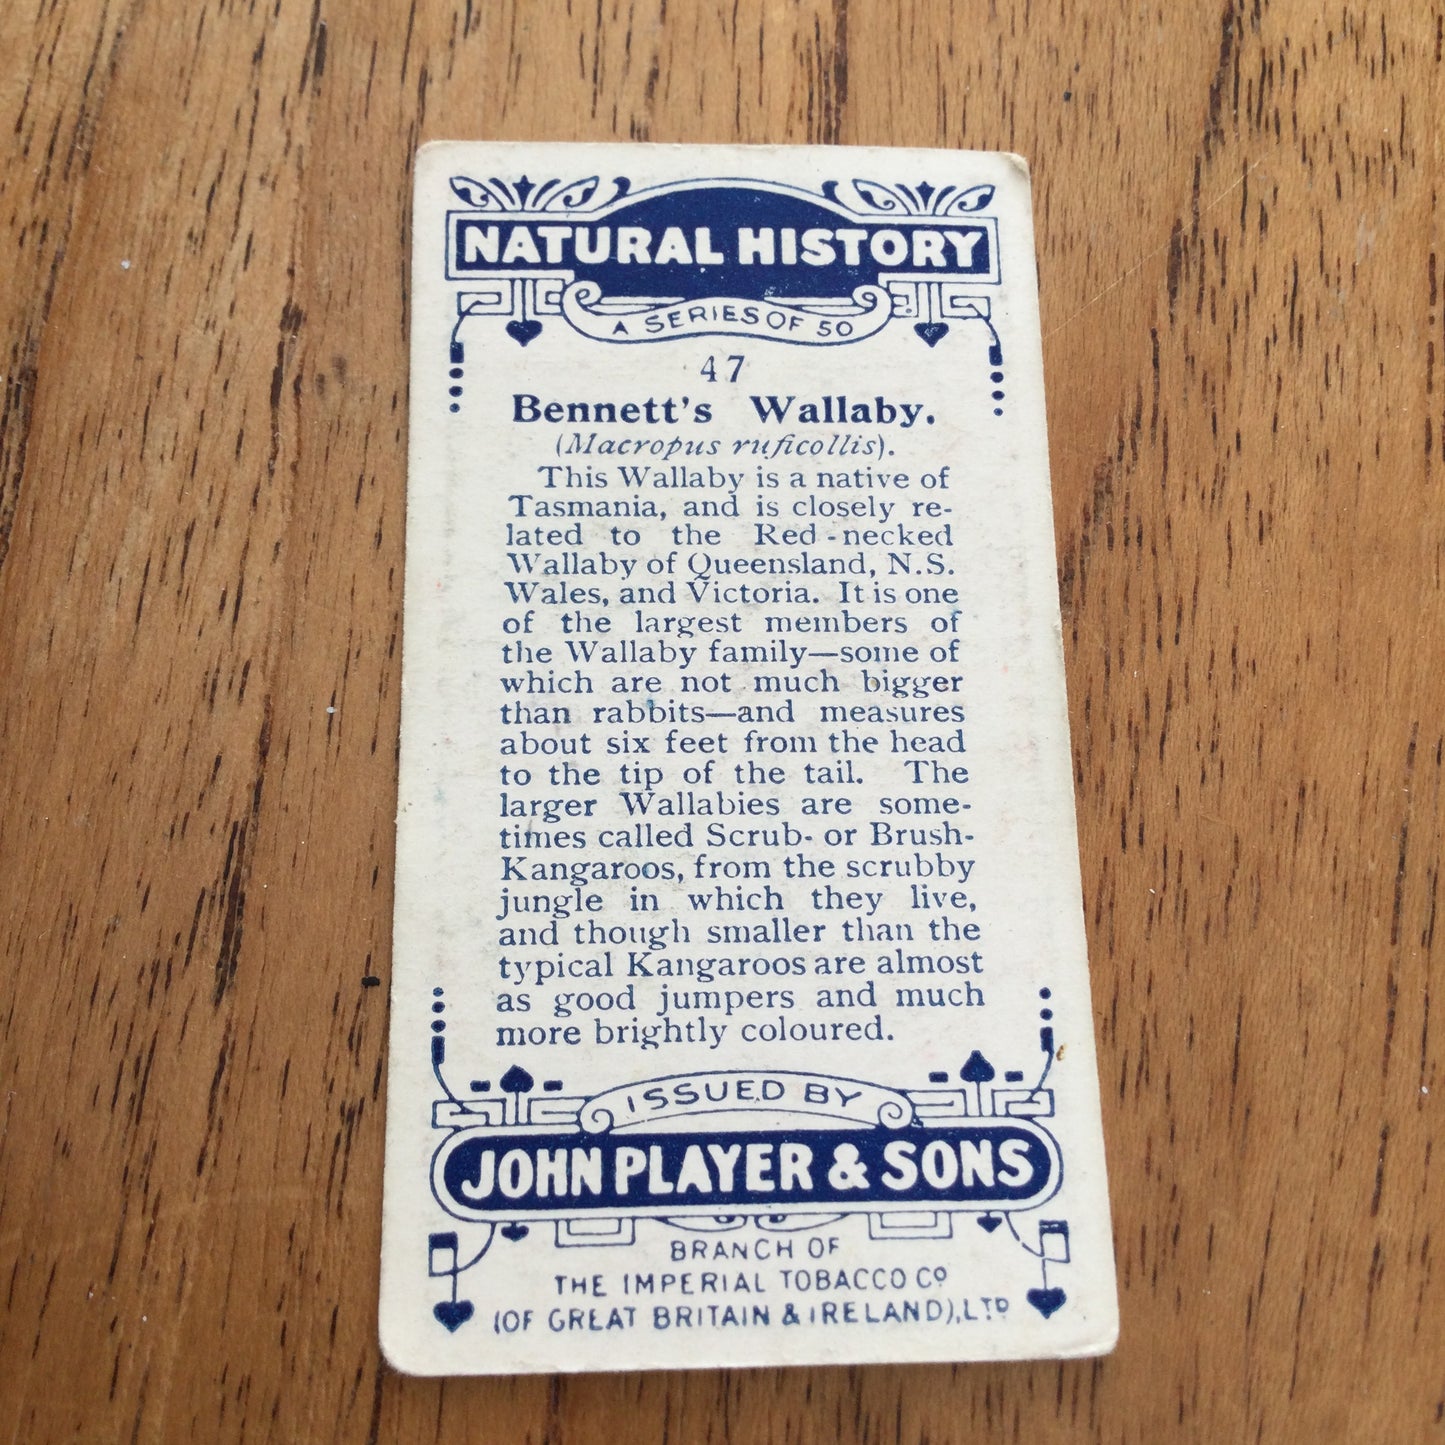 NATURAL HISTORY
A SERIES OF 50
47
Bennett's Wallaby.
(Macropus ruficollis).
This Wallaby is a native of
Tasmania, and is closely re-
lated to the Red-necked
Wallaby of Queensland, N.S.
Wales, and Victoria. It is one
of the largest members of
the Wallaby family—some of
which are not much bigger
than rabbits—and measures
about six feet from the head
to the tip of the tail. The
larger Wallabies are some-
times called Scrub- or Brush-
Kangaroos, from the scrubby
jungle in which they live,
and though smaller than the
typical Kangaroos are almost
as good jumpers and much
more brightly coloured.
ISSUED BY
JOHN PLAYER & SONS
BRANCH OF
THE IMPERIAL TOBACCO Cº
(OF GREAT BRITAIN & IRELAND), LTD